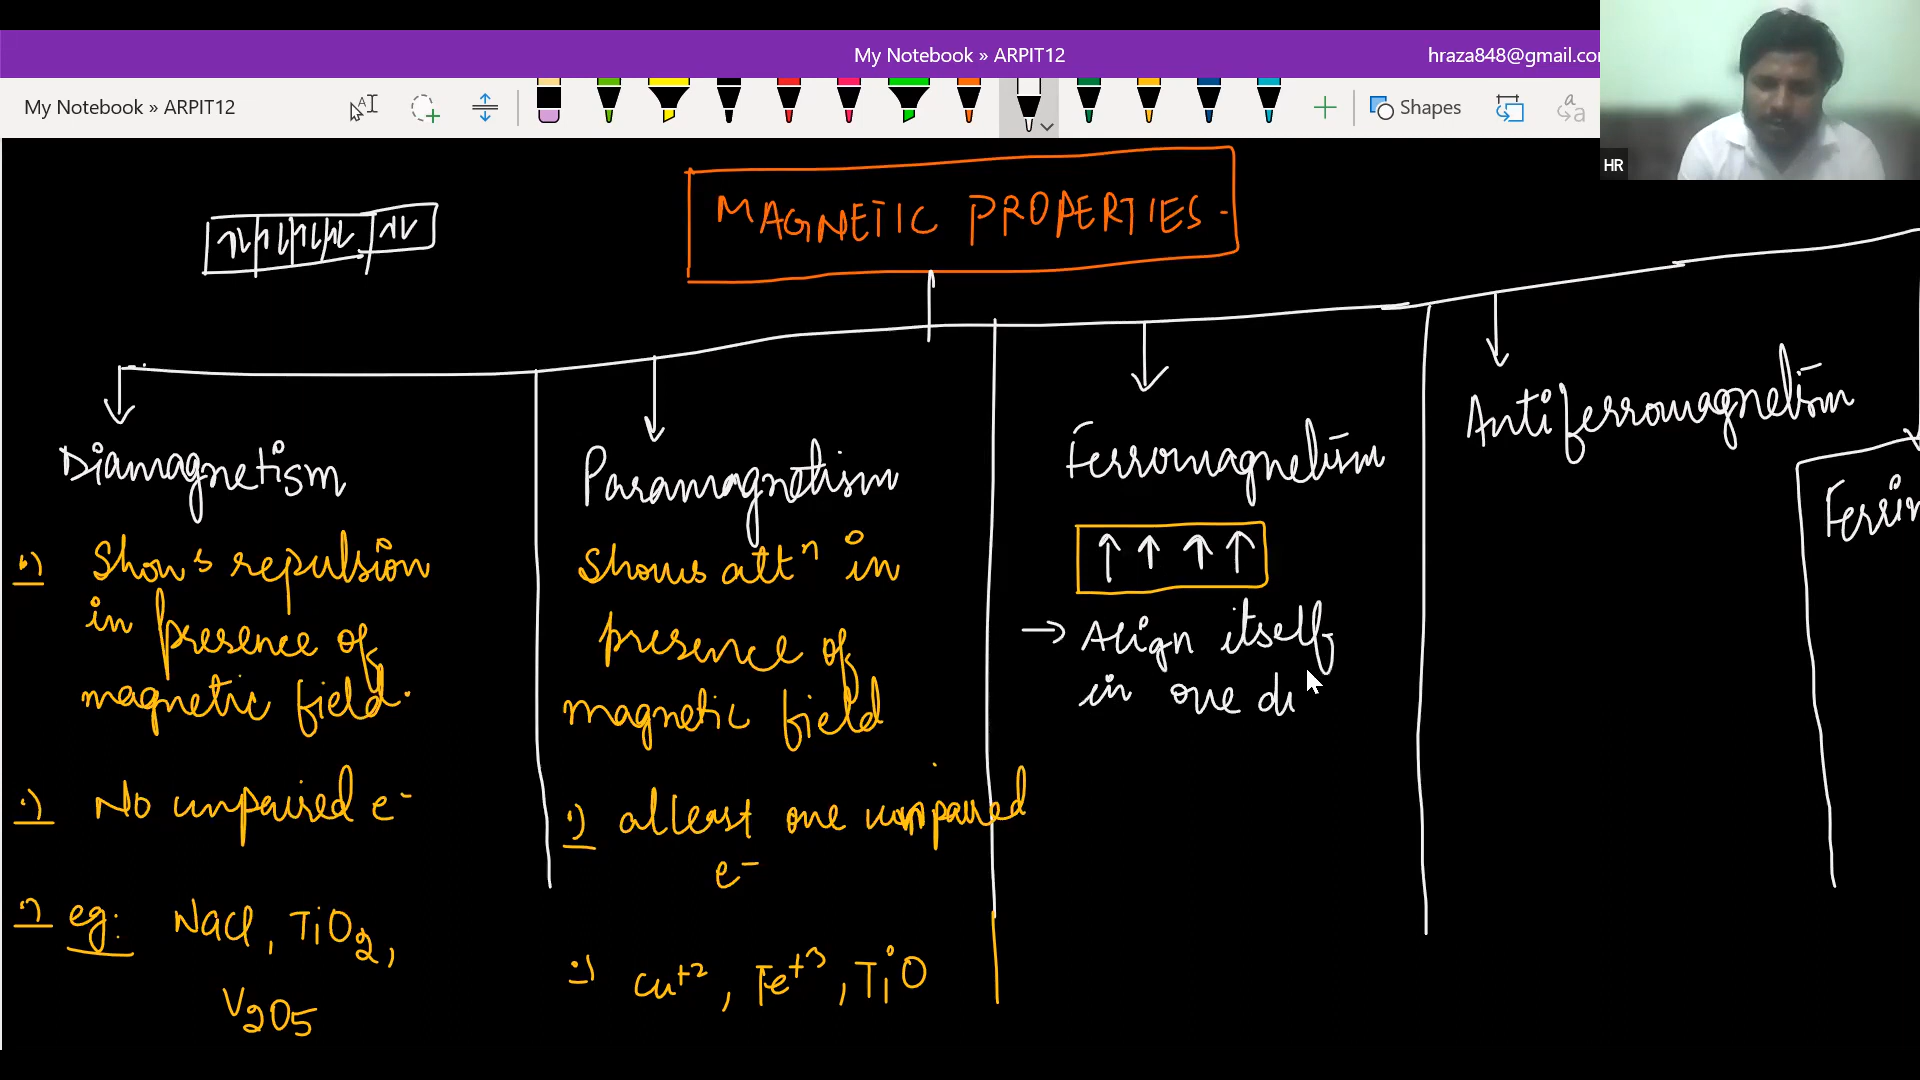 My Notebook » ARPIT12
hraza848@gmail.co
My Notebook » ARPIT12
Shapes
HR
MAGNETIC PROPERTIES.
Diamagnetism
Shows repulsion
in presence of
magnetic field.
No unpaired e-
eg: NaCl, TiO2,
V2O5
Paramagnetism
Shows attn in
presence of
magnetic field
atleast one unpaired
e-
Cu+2, Fe+3, TiO
Ferromagnetism
↑ ↑ ↑ ↑
→ Align itself
in one di
Antiferromagnetism
Ferrim